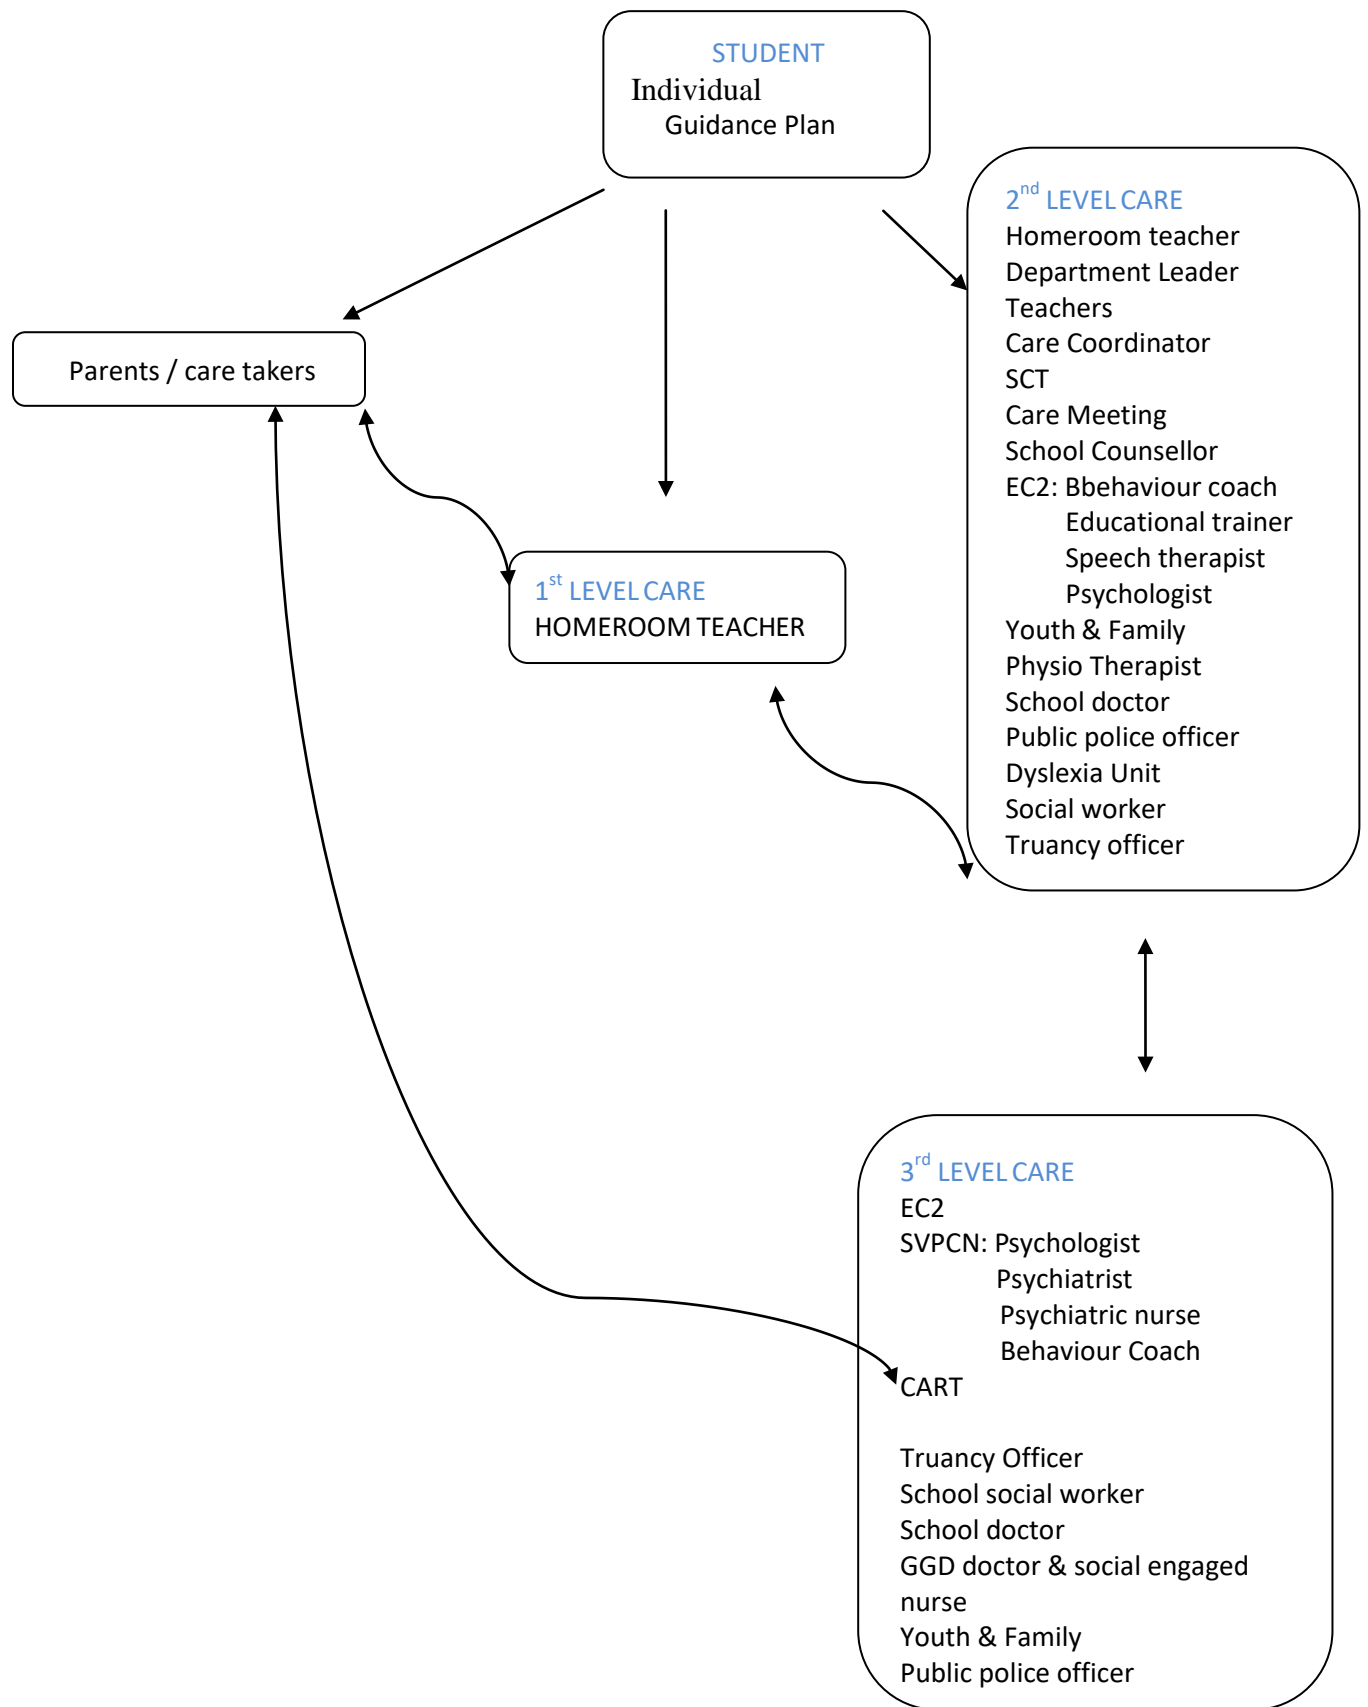 STUDENT
Individual
Guidance Plan
2nd LEVEL CARE
Homeroom teacher
Department Leader
Teachers
Care Coordinator
SCT
Care Meeting
School Counsellor
EC2: Bbehaviour coach
Educational trainer
Speech therapist
Psychologist
Youth & Family
Physio Therapist
School doctor
Public police officer
Dyslexia Unit
Social worker
Truancy officer
Parents / care takers
1st LEVEL CARE
HOMEROOM TEACHER
3rd LEVEL CARE
EC2
SVPCN: Psychologist
Psychiatrist
Psychiatric nurse
Behaviour Coach
CART
Truancy Officer
School social worker
School doctor
GGD doctor & social engaged
nurse
Youth & Family
Public police officer